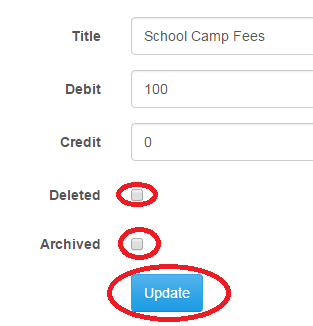 Title School Camp Fees
Debit 100
Credit 0
Deleted
Archived
Update